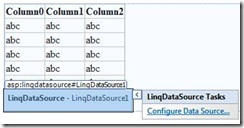 Column0 Column1 Column2
abc abc abc
abc abc abc
abc abc abc
abc abc abc
abc abc abc
asp:linqdatasource#LinqDataSource1
LinqDataSource - LinqDataSource1
LinqDataSource Tasks
Configure Data Source...